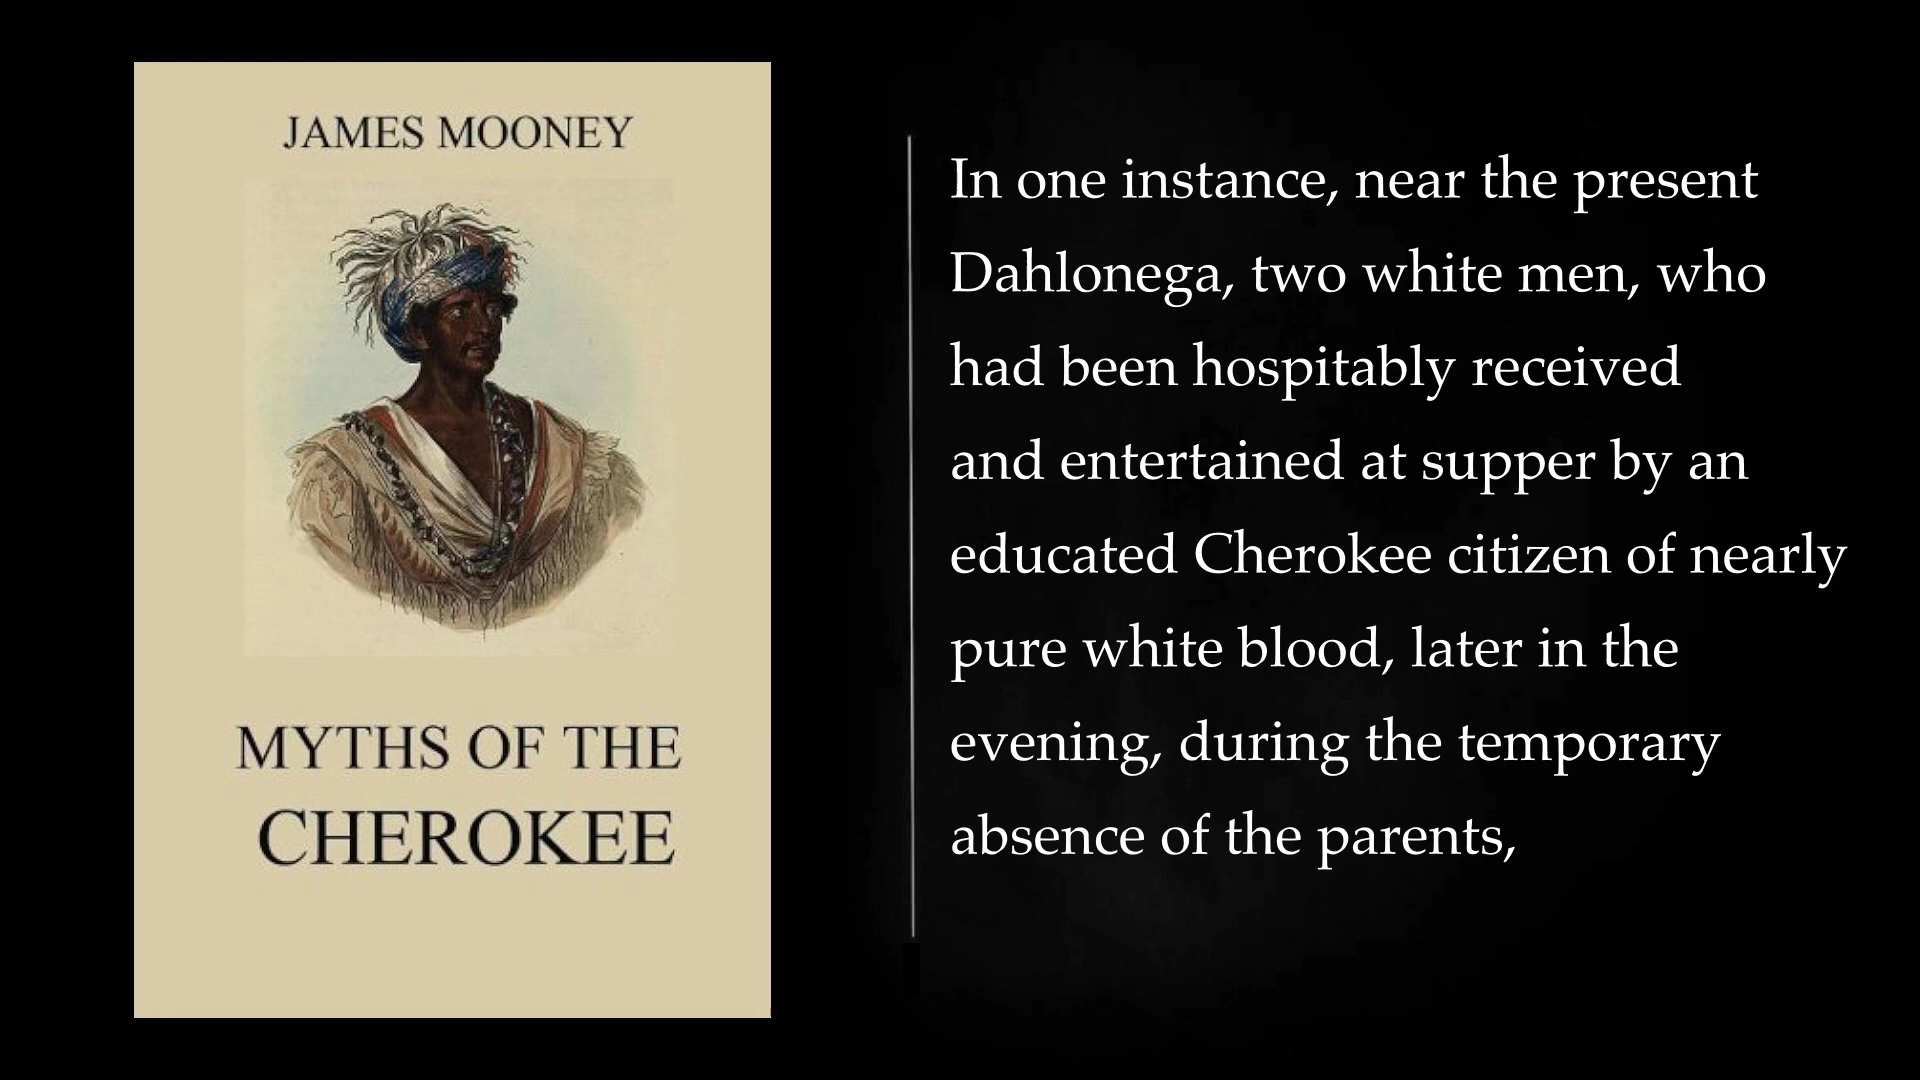 JAMES MOONEY
MYTHS OF THE
CHEROKEE
In one instance, near the present
Dahlonega, two white men, who
had been hospitably received
and entertained at supper by an
educated Cherokee citizen of nearly
pure white blood, later in the
evening, during the temporary
absence of the parents,